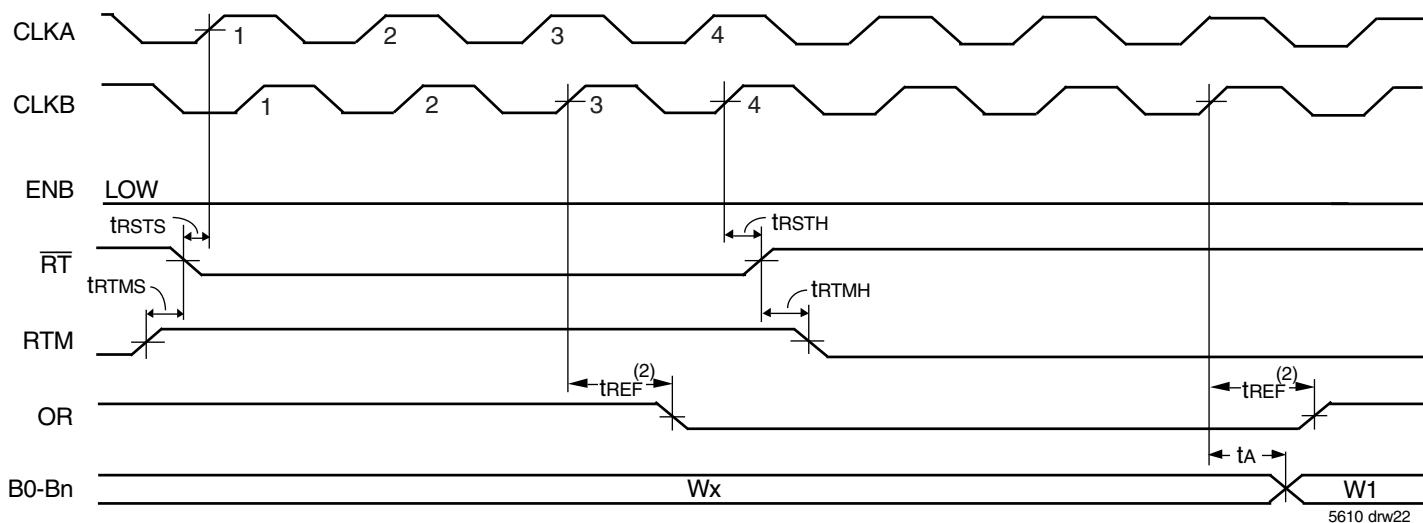 CLKA 1 2 3 4
CLKB 1 2 3 4
ENB LOW
tRSTS tRSTH
RT
tRTMS tRTMH
RTM
tREF(2) tREF(2)
OR
tA
B0-Bn Wx W1
5610 drw22